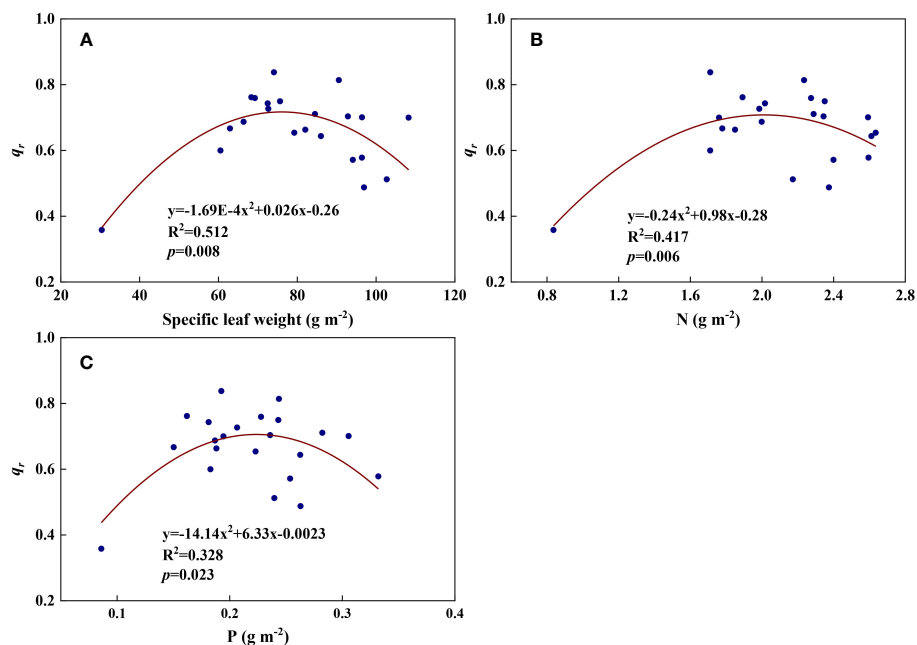 A
1.0
0.8
0.6
0.4
0.2
q_r
y=-1.69E-4x²+0.026x-0.26
R²=0.512
p=0.008
20 40 60 80 100 120
Specific leaf weight (g m⁻²)
B
1.0
0.8
0.6
0.4
0.2
q_r
y=-0.24x²+0.98x-0.28
R²=0.417
p=0.006
0.8 1.2 1.6 2.0 2.4 2.8
N (g m⁻²)
C
1.0
0.8
0.6
0.4
0.2
q_r
y=-14.14x²+6.33x-0.0023
R²=0.328
p=0.023
0.1 0.2 0.3 0.4
P (g m⁻²)